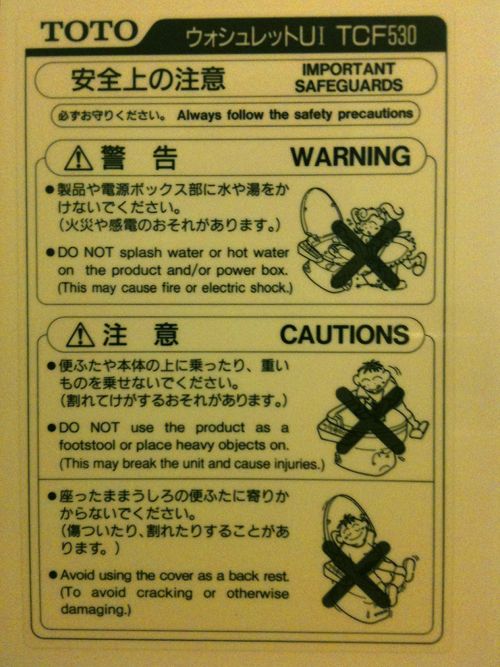 TOTO ウォシュレットUI TCF530
安全上の注意 IMPORTANT SAFEGUARDS
必ずお守りください。 Always follow the safety precautions
警告 WARNING
●製品や電源ボックス部に水や湯をか
けないでください。
(火災や感電のおそれがあります。)
●DO NOT splash water or hot water
on the product and/or power box.
(This may cause fire or electric shock.)
注意 CAUTIONS
●便ふたや本体の上に乗ったり、重い
ものを乗せないでください。
(割れてけがするおそれがあります。)
●DO NOT use the product as a
footstool or place heavy objects on.
(This may break the unit and cause injuries.)
●座ったままうしろの便ふたに寄りか
からないでください。
(傷ついたり、割れたりすることがあ
ります。)
●Avoid using the cover as a back rest.
(To avoid cracking or otherwise
damaging.)